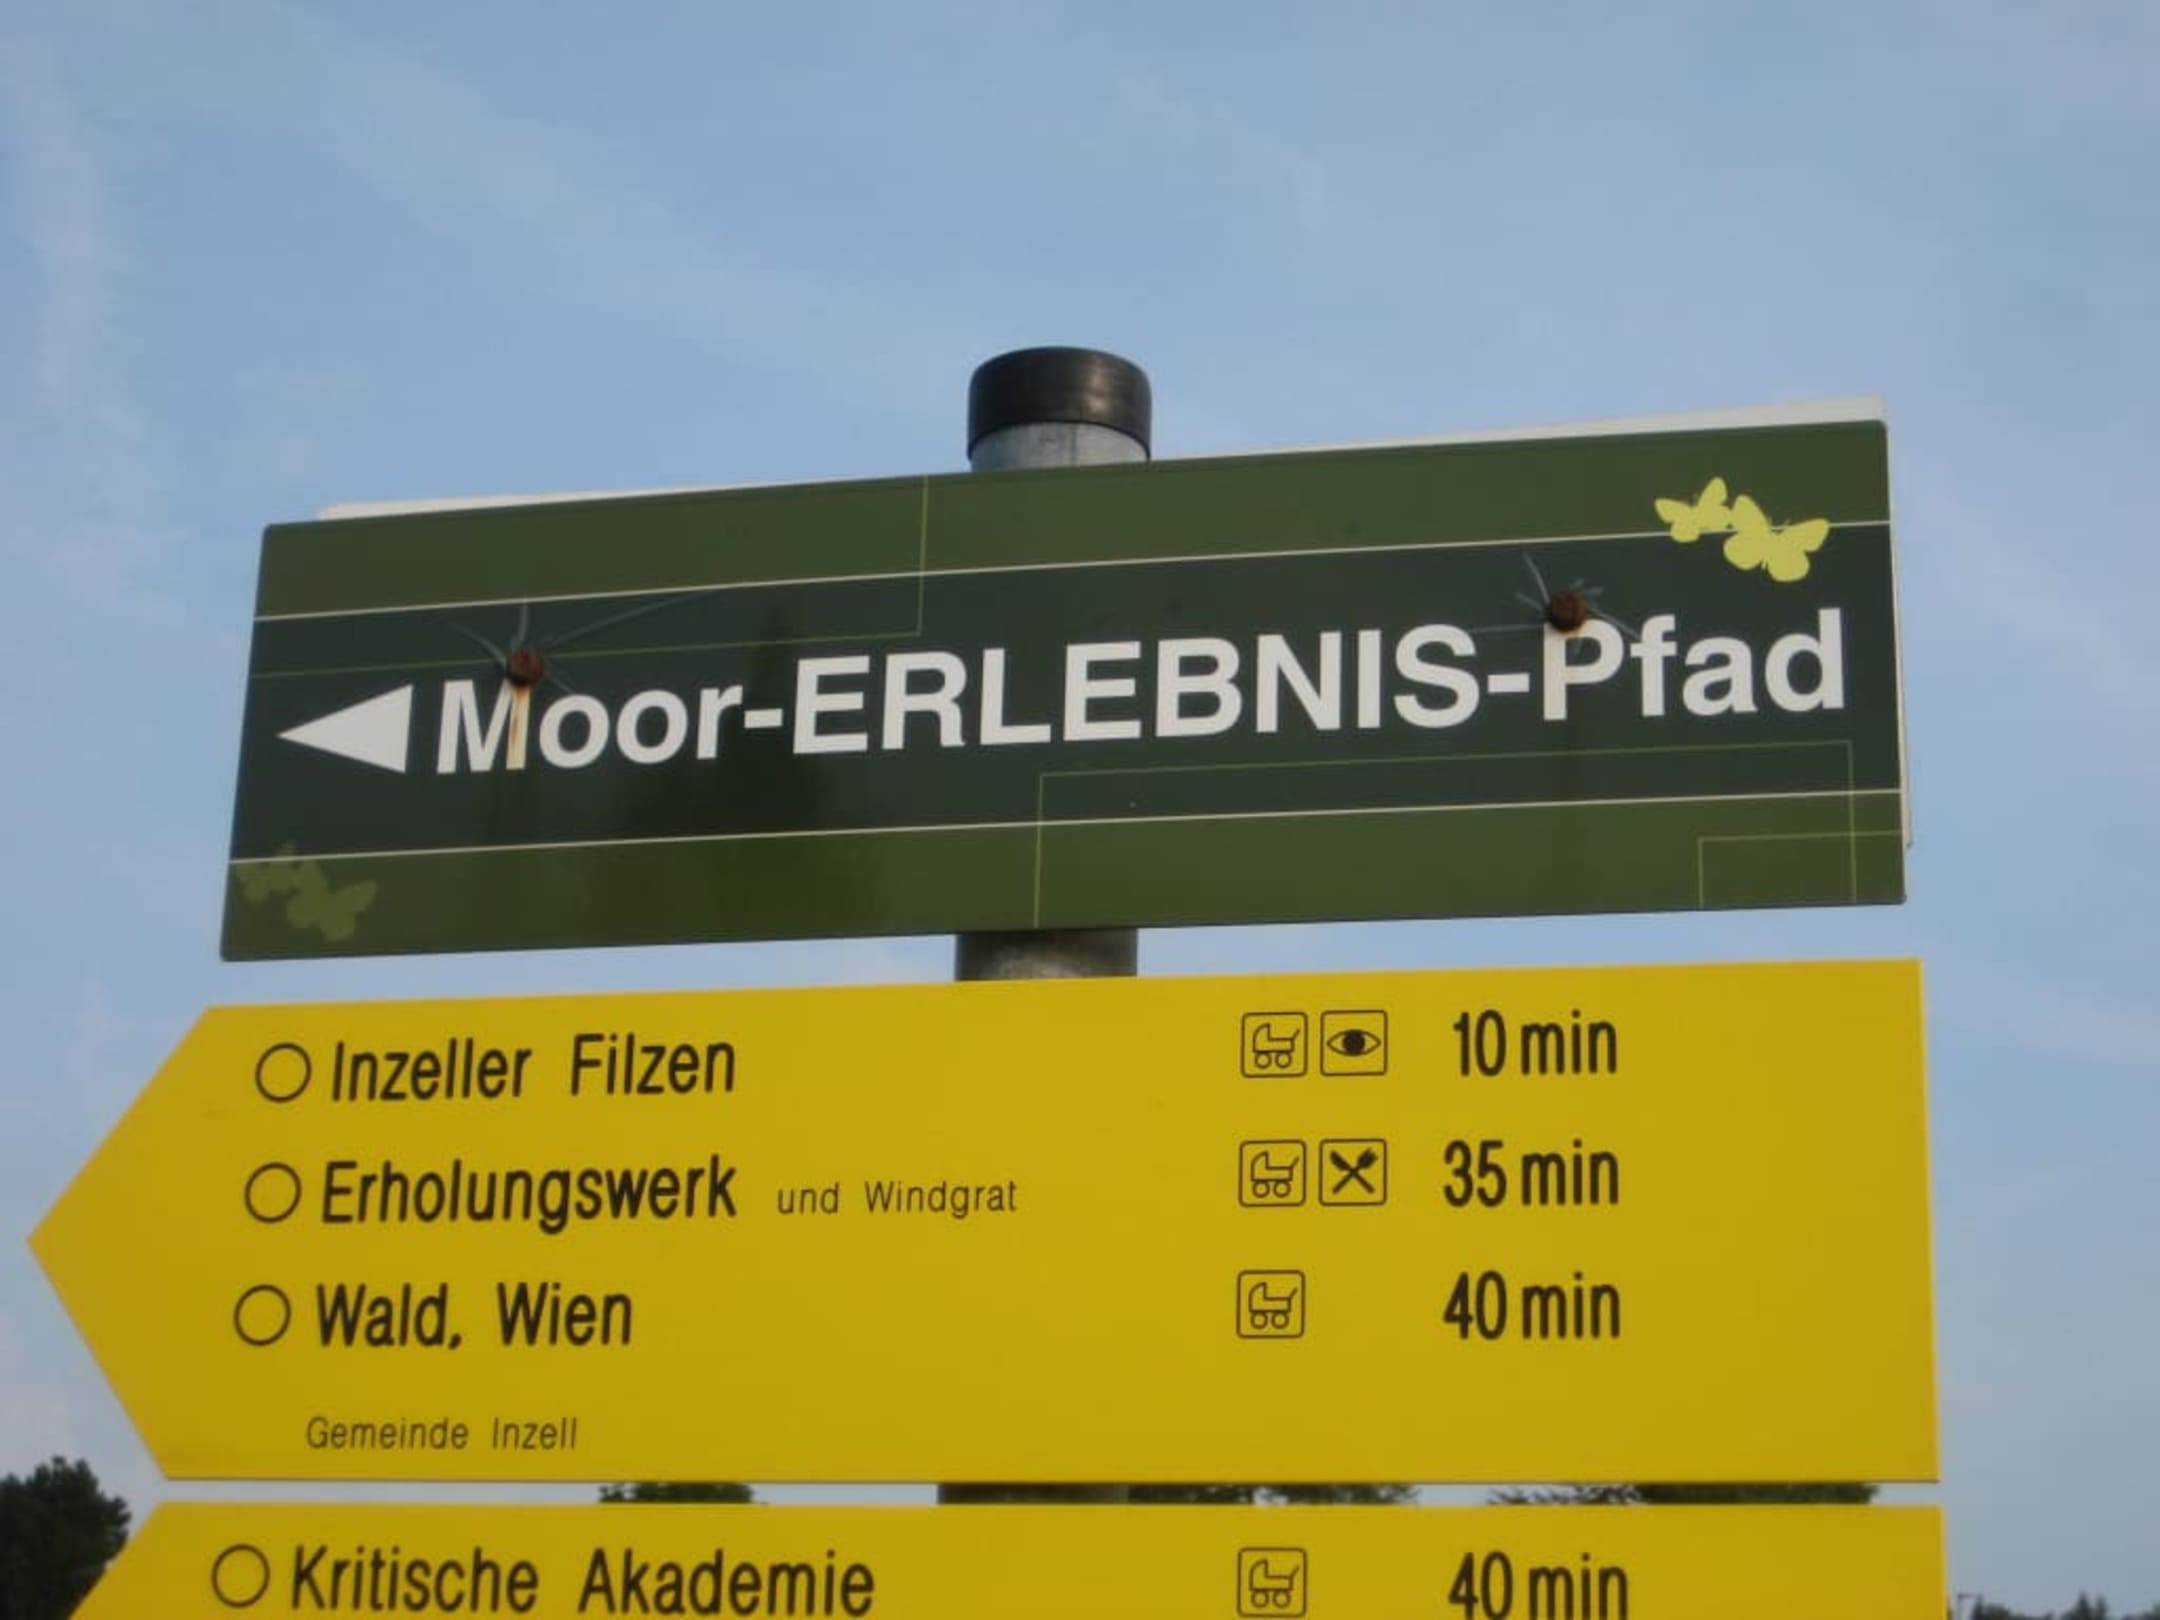 Moor-ERLEBNIS-Pfad
Inzeller Filzen 10 min
Erholungswerk und Windgrat 35 min
Wald, Wien 40 min
Gemeinde Inzell
Kritische Akademie 40 min